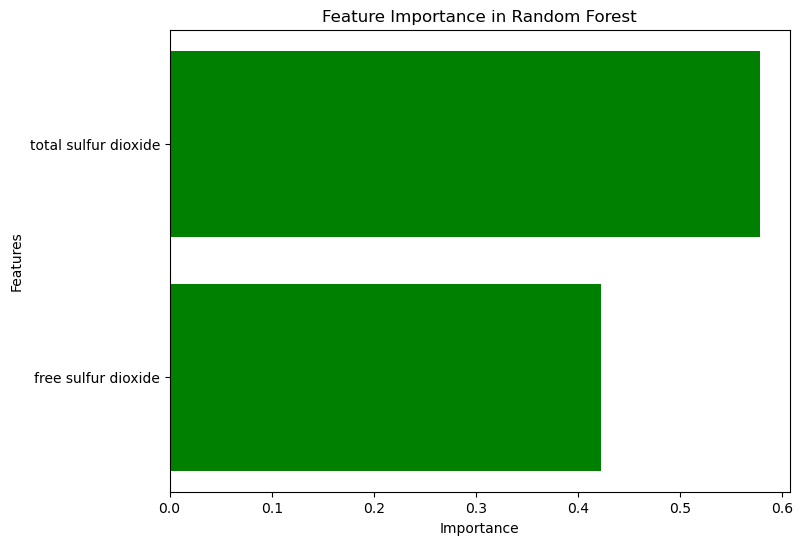 Feature Importance in Random Forest
total sulfur dioxide
free sulfur dioxide
Features
0.0 0.1 0.2 0.3 0.4 0.5 0.6
Importance